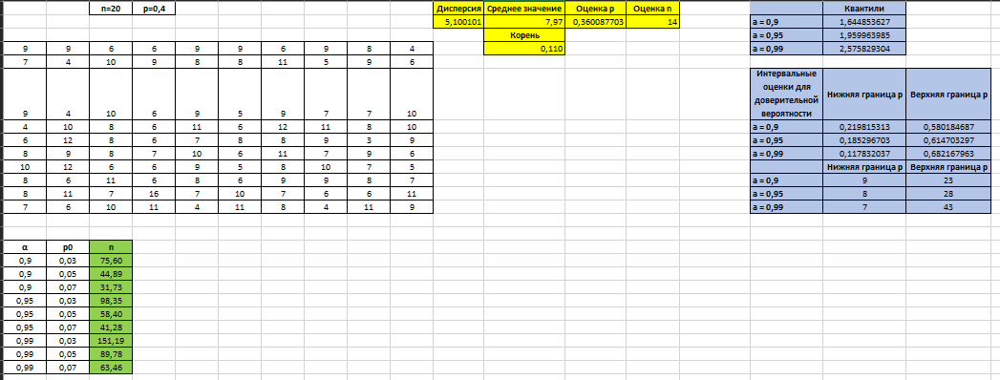 n=20 p=0,4 Дисперсия Среднее значение Оценка p Оценка n Квантили
5,100101 7,97 0,360087703 14 a = 0,9 1,644853627
Корень a = 0,95 1,959963985
9 9 6 6 9 9 6 9 8 4 0,110 a = 0,99 2,575829304
7 4 10 9 8 8 11 5 9 6
9 4 10 6 9 5 9 7 7 10
Интервальные
оценки для
доверительной
вероятности
Нижняя граница p Верхняя граница p
4 10 8 6 11 6 12 11 8 10 a = 0,9 0,219815313 0,580184687
6 12 8 6 7 8 8 9 3 9 a = 0,95 0,185296703 0,614703297
8 9 8 7 10 6 11 7 9 6 a = 0,99 0,117832037 0,682167963
10 12 6 6 9 5 8 10 7 5 Нижняя граница p Верхняя граница p
8 6 11 6 8 6 9 9 8 7 a = 0,9 9 23
8 11 7 16 7 10 7 6 6 11 a = 0,95 8 28
7 6 10 11 4 11 8 4 11 9 a = 0,99 7 43
α p0 n
0,9 0,03 75,60
0,9 0,05 44,89
0,9 0,07 31,73
0,95 0,03 98,35
0,95 0,05 58,40
0,95 0,07 41,28
0,99 0,03 151,19
0,99 0,05 89,78
0,99 0,07 63,46